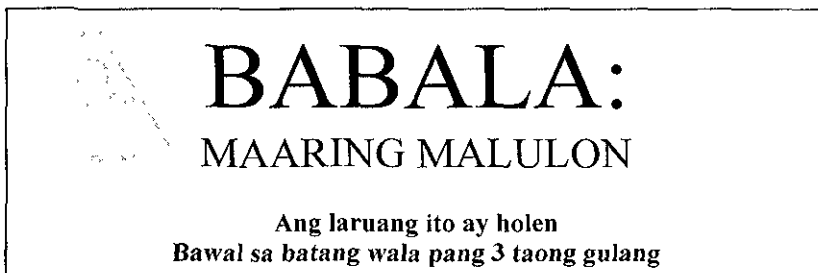 BABALA:
MAARING MALULON
Ang laruang ito ay holen
Bawal sa batang wala pang 3 taong gulang